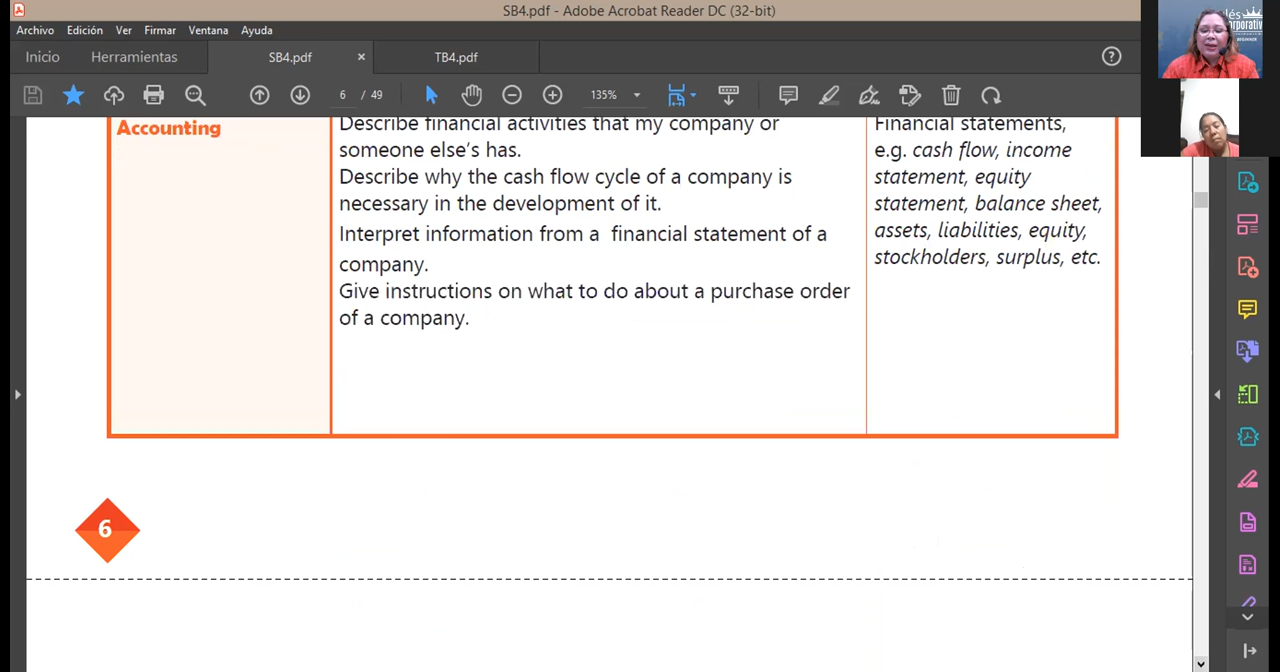 SB4.pdf - Adobe Acrobat Reader DC (32-bit)
Archivo Edición Ver Firmar Ventana Ayuda
Inicio Herramientas SB4.pdf × TB4.pdf ?
6 / 49 135%
Accounting
Describe financial activities that my company or
someone else's has.
Describe why the cash flow cycle of a company is
necessary in the development of it.
Interpret information from a financial statement of a
company.
Give instructions on what to do about a purchase order
of a company.
Financial statements,
e.g. cash flow, income
statement, equity
statement, balance sheet,
assets, liabilities, equity,
stockholders, surplus, etc.
6